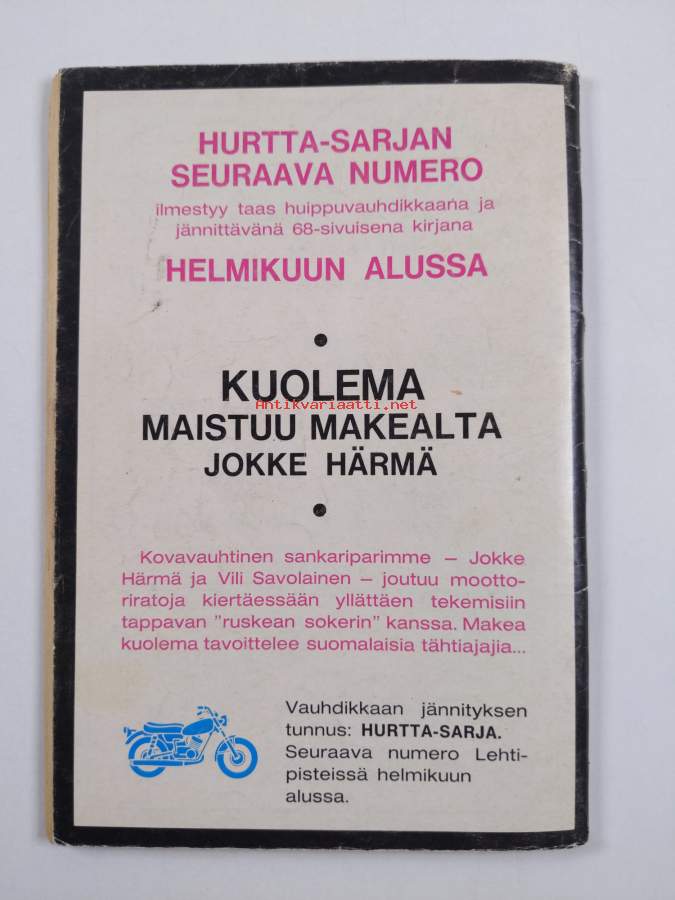 HURTTA-SARJAN
SEURAAVA NUMERO
ilmestyy taas huippuvauhdikkaana ja
jännittävänä 68-sivuisena kirjana
HELMIKUUN ALUSSA
KUOLEMA
Antikvariaatti.net
MAISTUU MAKEALTA
JOKKE HÄRMÄ
Kovavauhtinen sankariparimme – Jokke
Härmä ja Vili Savolainen – joutuu mootto-
riratoja kiertäessään yllättäen tekemisiin
tappavan "ruskean sokerin" kanssa. Makea
kuolema tavoittelee suomalaisia tähtiajajia...
Vauhdikkaan jännityksen
tunnus: HURTTA-SARJA.
Seuraava numero Lehti-
pisteissä helmikuun
alussa.